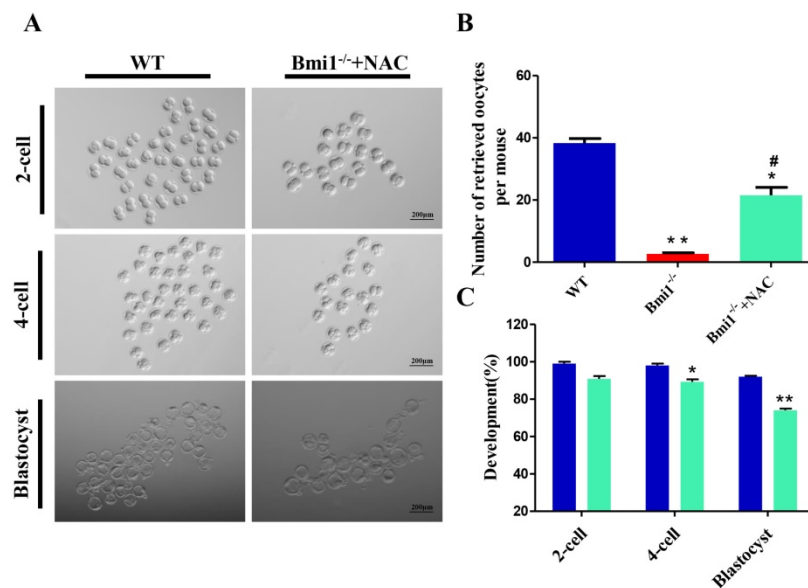 A
WT
Bmi1-/-+NAC
2-cell
200μm
4-cell
200μm
Blastocyst
200μm
B
Number of retrieved oocytes
per mouse
60
40
20
0
**
#
*
WT
Bmi1-/-
Bmi1-/-+NAC
C
Development(%)
120
100
80
60
40
20
*
**
2-cell
4-cell
Blastocyst